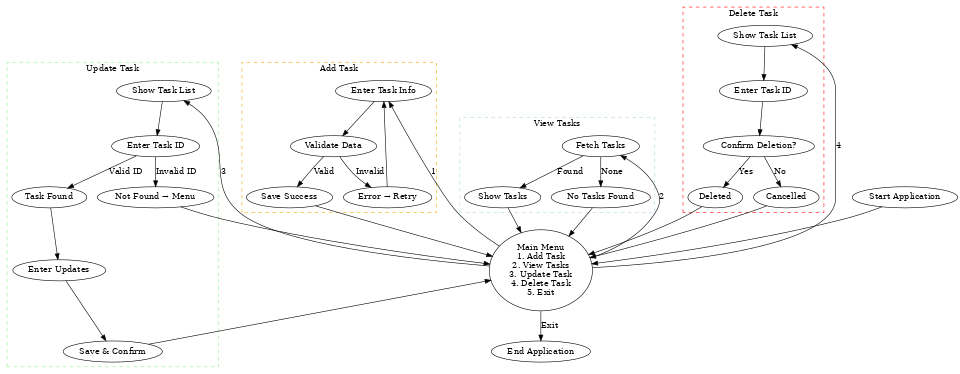 Delete Task
Show Task List
Enter Task ID
Confirm Deletion?
Yes
No
Deleted
Cancelled
4
Update Task
Show Task List
Enter Task ID
Valid ID
Invalid ID
Task Found
Not Found → Menu
Enter Updates
Save & Confirm
3
Add Task
Enter Task Info
Validate Data
Valid
Invalid
Save Success
Error → Retry
1
View Tasks
Fetch Tasks
Found
None
Show Tasks
No Tasks Found
2
Start Application
Main Menu
1. Add Task
2. View Tasks
3. Update Task
4. Delete Task
5. Exit
Exit
End Application